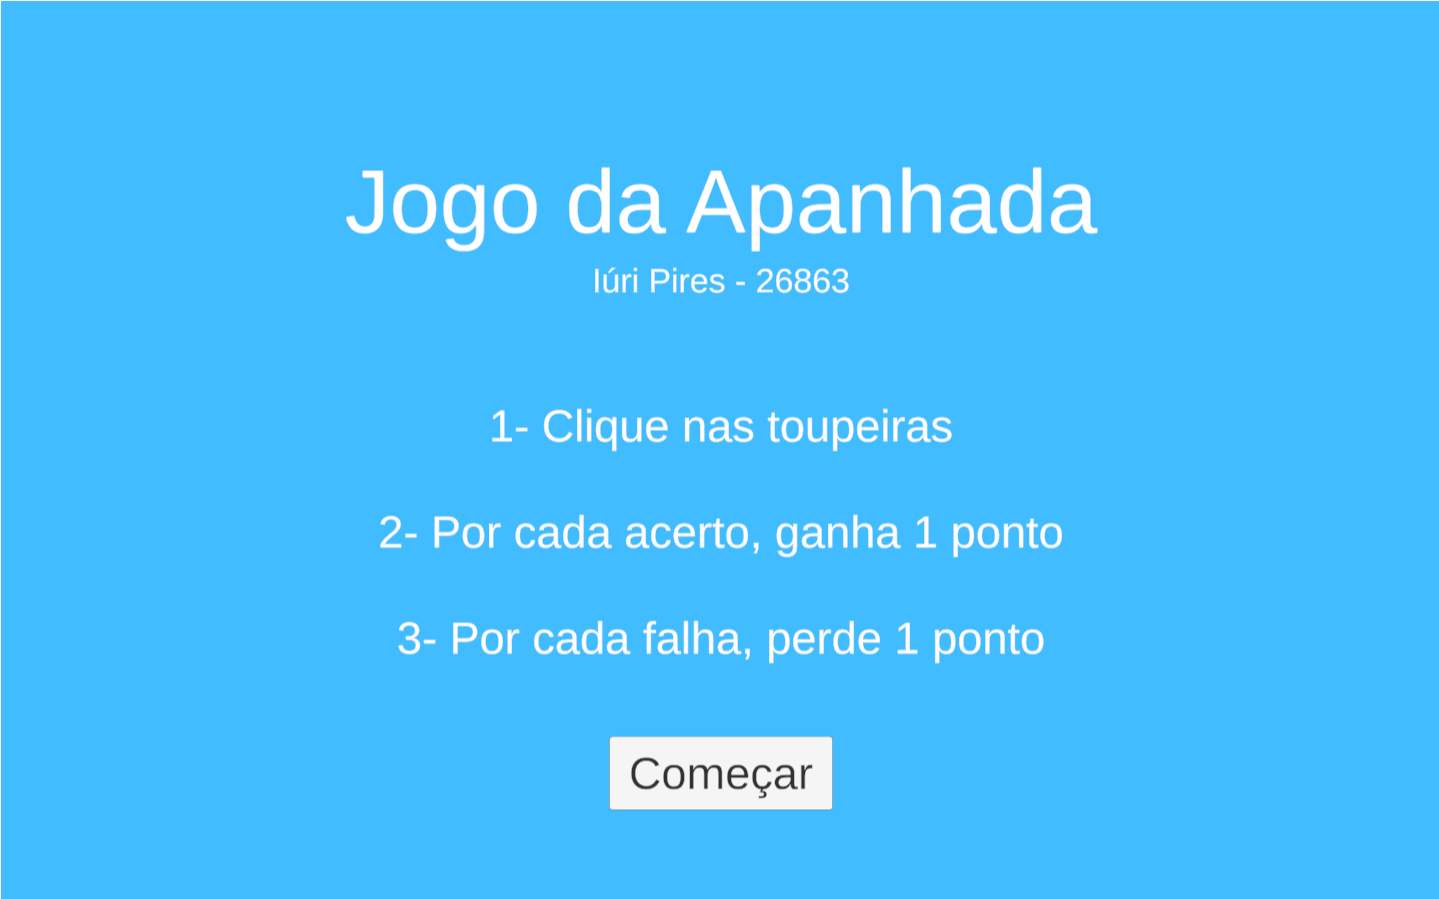 Jogo da Apanhada
Iúri Pires - 26863
1- Clique nas toupeiras
2- Por cada acerto, ganha 1 ponto
3- Por cada falha, perde 1 ponto
Começar